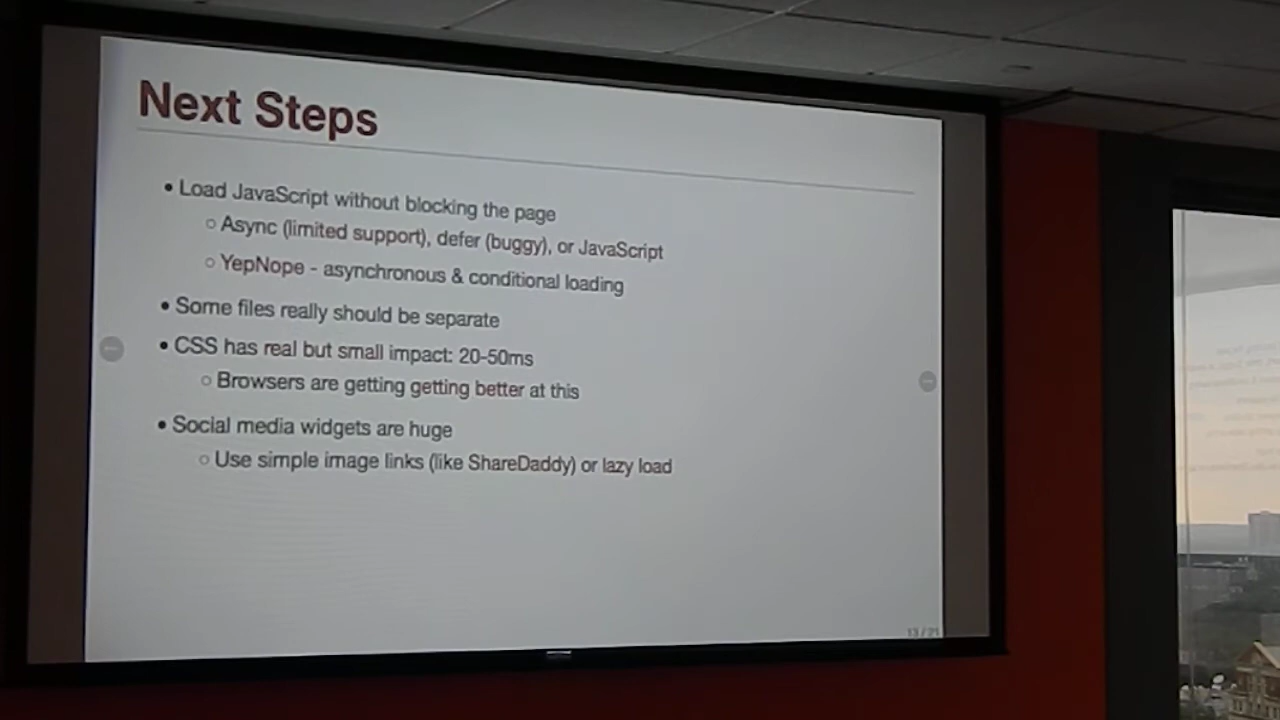 Next Steps
• Load JavaScript without blocking the page
○ Async (limited support), defer (buggy), or JavaScript
○ YepNope - asynchronous & conditional loading
• Some files really should be separate
• CSS has real but small impact: 20-50ms
○ Browsers are getting getting better at this
• Social media widgets are huge
○ Use simple image links (like ShareDaddy) or lazy load
13 / 21